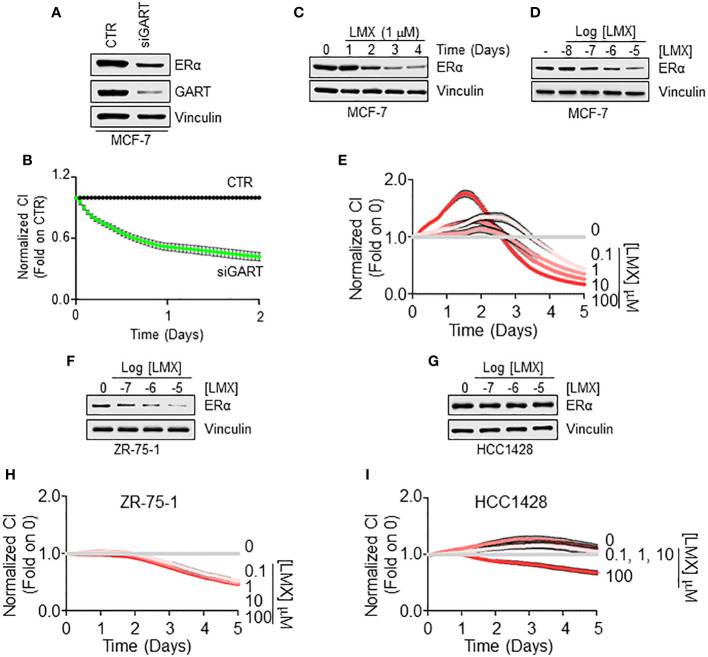 A
CTR
siGART
ERα
GART
Vinculin
MCF-7
C
LMX (1 µM)
0 1 2 3 4 Time (Days)
ERα
Vinculin
MCF-7
D
Log [LMX]
- -8 -7 -6 -5 [LMX]
ERα
Vinculin
MCF-7
B
Normalized CI
(Fold on CTR)
1.2
0.6
0.0
CTR
siGART
0 1 2
Time (Days)
E
Normalized CI
(Fold on 0)
2.0
1.0
0.0
0
0.1
1
10
100
[LMX] µM
0 1 2 3 4 5
Time (Days)
F
Log [LMX]
0 -7 -6 -5 [LMX]
ERα
Vinculin
ZR-75-1
G
Log [LMX]
0 -7 -6 -5 [LMX]
ERα
Vinculin
HCC1428
H
ZR-75-1
Normalized CI
(Fold on 0)
2.0
1.0
0.0
0
0.1
1
10
100
[LMX] µM
0 1 2 3 4 5
Time (Days)
I
HCC1428
Normalized CI
(Fold on 0)
2.0
1.0
0.0
0
0.1, 1, 10
100
[LMX] µM
0 1 2 3 4 5
Time (Days)